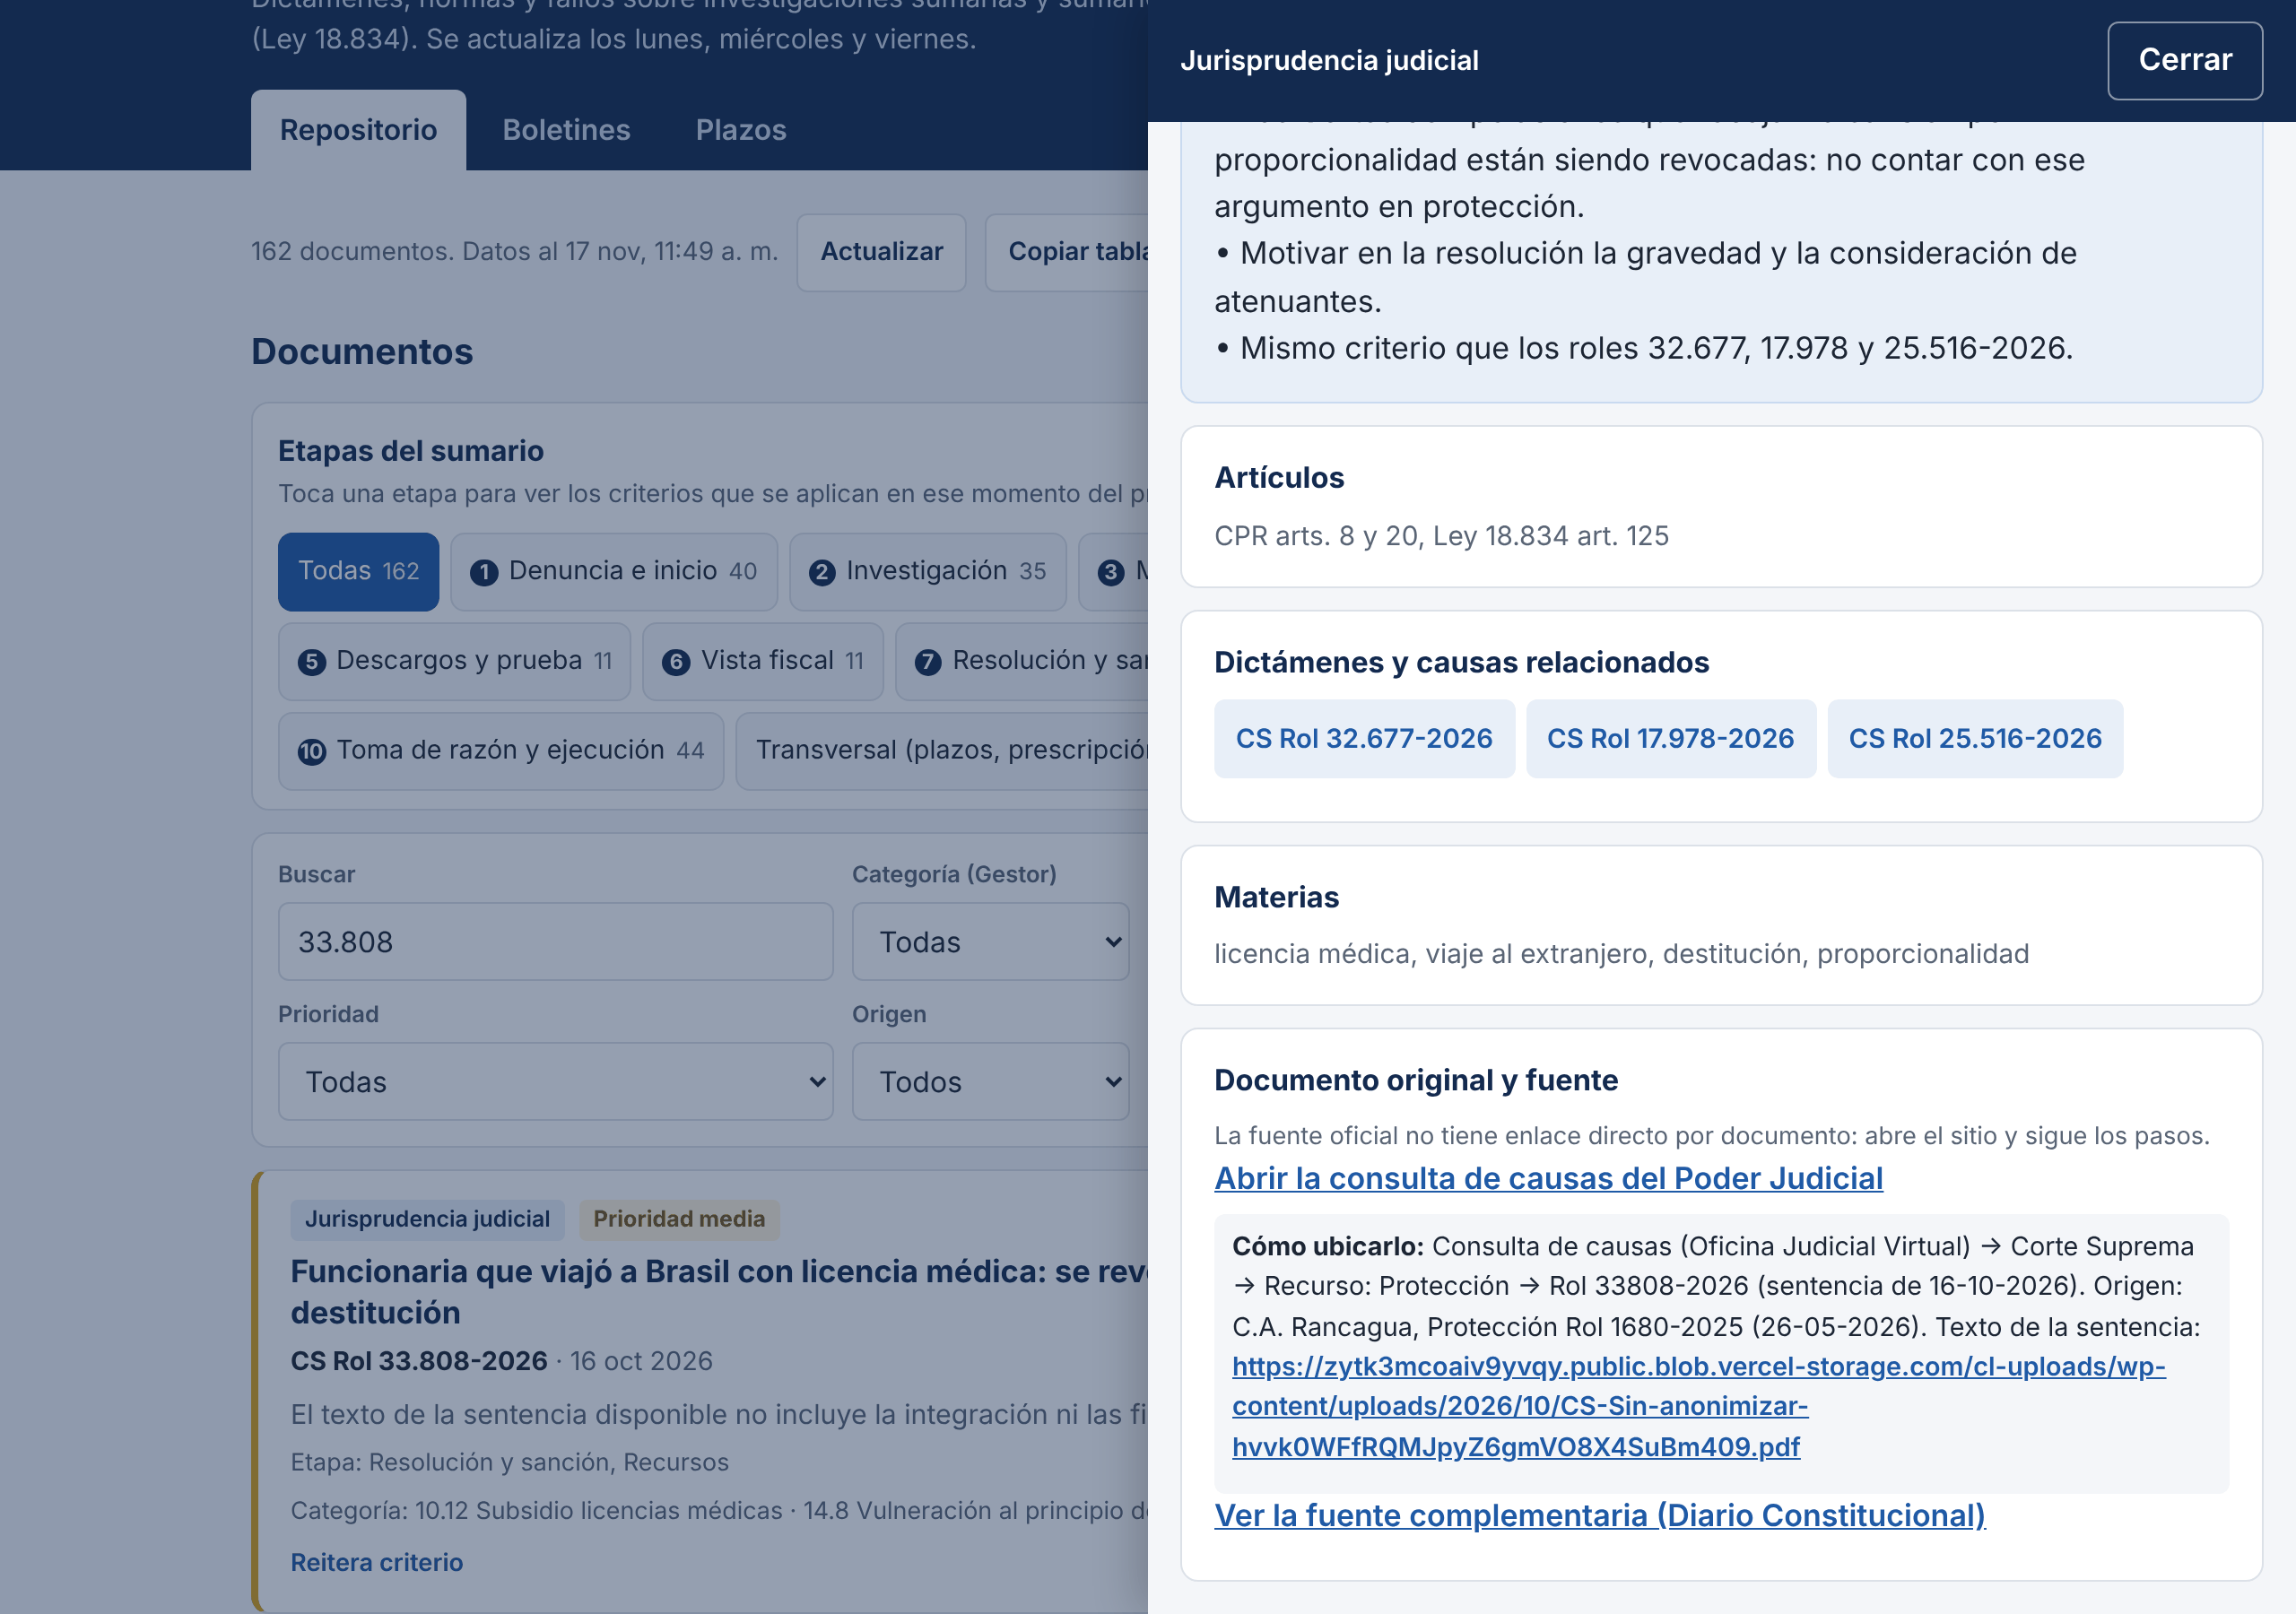 Dictámenes, normas y fallos sobre investigaciones sumarias y
(Ley 18.834). Se actualiza los lunes, miércoles y viernes.
Repositorio
Boletines
Plazos
162 documentos. Datos al 17 nov, 11:49 a. m.
Actualizar
Copiar tabla
Documentos
Etapas del sumario
Toca una etapa para ver los criterios que se aplican en ese momento del
Todas 162
1 Denuncia e inicio 40
2 Investigación 35
3
5 Descargos y prueba 11
6 Vista fiscal 11
7 Resolución y
10 Toma de razón y ejecución 44
Transversal (plazos,
Buscar
Categoría (Gestor)
33.808
Todas
Prioridad
Origen
Todas
Todos
Jurisprudencia judicial
Prioridad media
Funcionaria que viajó a Brasil con licencia médica: se
destitución
CS Rol 33.808-2026 · 16 oct 2026
El texto de la sentencia disponible no incluye la integración ni las
Etapa: Resolución y sanción, Recursos
Categoría: 10.12 Subsidio licencias médicas · 14.8 Vulneración al principio
Reitera criterio
Jurisprudencia judicial
Cerrar
proporcionalidad están siendo revocadas: no contar con ese
argumento en protección.
• Motivar en la resolución la gravedad y la consideración de
atenuantes.
• Mismo criterio que los roles 32.677, 17.978 y 25.516-2026.
Artículos
CPR arts. 8 y 20, Ley 18.834 art. 125
Dictámenes y causas relacionados
CS Rol 32.677-2026
CS Rol 17.978-2026
CS Rol 25.516-2026
Materias
licencia médica, viaje al extranjero, destitución, proporcionalidad
Documento original y fuente
La fuente oficial no tiene enlace directo por documento: abre el sitio y sigue los pasos.
Abrir la consulta de causas del Poder Judicial
Cómo ubicarlo: Consulta de causas (Oficina Judicial Virtual) → Corte Suprema
→ Recurso: Protección → Rol 33808-2026 (sentencia de 16-10-2026). Origen:
C.A. Rancagua, Protección Rol 1680-2025 (26-05-2026). Texto de la sentencia:
https://zytk3mcoaiv9yvqy.public.blob.vercel-storage.com/cl-uploads/wp-
content/uploads/2026/10/CS-Sin-anonimizar-
hvvk0WFfRQMJpyZ6gmVO8X4SuBm409.pdf
Ver la fuente complementaria (Diario Constitucional)